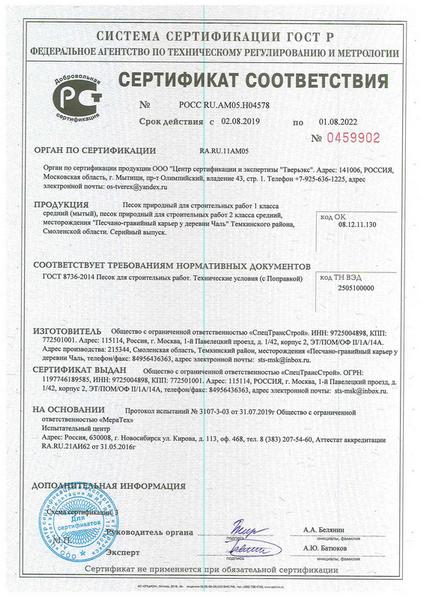 СИСТЕМА СЕРТИФИКАЦИИ ГОСТ Р
ФЕДЕРАЛЬНОЕ АГЕНТСТВО ПО ТЕХНИЧЕСКОМУ РЕГУЛИРОВАНИЮ И МЕТРОЛОГИИ
Добровольная
сертификация
СЕРТИФИКАТ СООТВЕТСТВИЯ
№ РОСС RU.АМ05.Н04578
Срок действия с 02.08.2019 по 01.08.2022
№ 0459902
ОРГАН ПО СЕРТИФИКАЦИИ RA.RU.11АМ05
Орган по сертификации продукции ООО "Центр сертификации и экспертизы "Тверьэкс". Адрес: 141006, РОССИЯ,
Московская область, г. Мытищи, пр-т Олимпийский, владение 43, стр. 1. Телефон +7-925-636-1225, адрес
электронной почты: os-tverex@yandex.ru
ПРОДУКЦИЯ Песок природный для строительных работ 1 класса
средний (мытый), песок природный для строительных работ 2 класса средний,
месторождения "Песчано-гравийный карьер у деревни Чаль" Темкинского района,
Смоленской области. Серийный выпуск.
код ОК
08.12.11.130
СООТВЕТСТВУЕТ ТРЕБОВАНИЯМ НОРМАТИВНЫХ ДОКУМЕНТОВ
ГОСТ 8736-2014 Песок для строительных работ. Технические условия (с Поправкой)
код ТН ВЭД
2505100000
ИЗГОТОВИТЕЛЬ Общество с ограниченной ответственностью «СпецТрансСтрой». ИНН: 9725004898, КПП:
772501001. Адрес: 115114, Россия, г. Москва, 1-й Павелецкий проезд, д. 1/42, корпус 2, ЭТ/ПОМ/ОФ II/1А/14А.
Адрес производства: 215344, Смоленская область, Темкинский район, месторождения «Песчано-гравийный карьер у
деревни Чаль», телефон/факс: 84956436363, адрес электронной почты: sts-msk@inbox.ru.
СЕРТИФИКАТ ВЫДАН Общество с ограниченной ответственностью «СпецТрансСтрой». ОГРН:
1197746189585, ИНН: 9725004898, КПП: 772501001. Адрес: 115114, РОССИЯ, г. Москва, 1-й Павелецкий проезд, д.
1/42, корпус 2, ЭТ/ПОМ/ОФ II/1А/14А, телефон/факс: 84956436363, адрес электронной почты: sts-msk@inbox.ru.
НА ОСНОВАНИИ Протокол испытаний № 3107-3-03 от 31.07.2019г Общество с ограниченной
ответственностью «МераТех»
Испытательный центр
Адрес: Россия, 630008, г. Новосибирск ул. Кирова, д. 113, оф. 468, тел. 8 (383) 207-54-60, Аттестат аккредитации
RA.RU.21АИ62 от 31.05.2016г
ДОПОЛНИТЕЛЬНАЯ ИНФОРМАЦИЯ
Схема сертификации: 3
Для
сертификатов
М.П.
Руководитель органа
подпись
А.А. Белянин
инициалы, фамилия
Эксперт
подпись
А.Ю. Батюков
инициалы, фамилия
Сертификат не применяется при обязательной сертификации